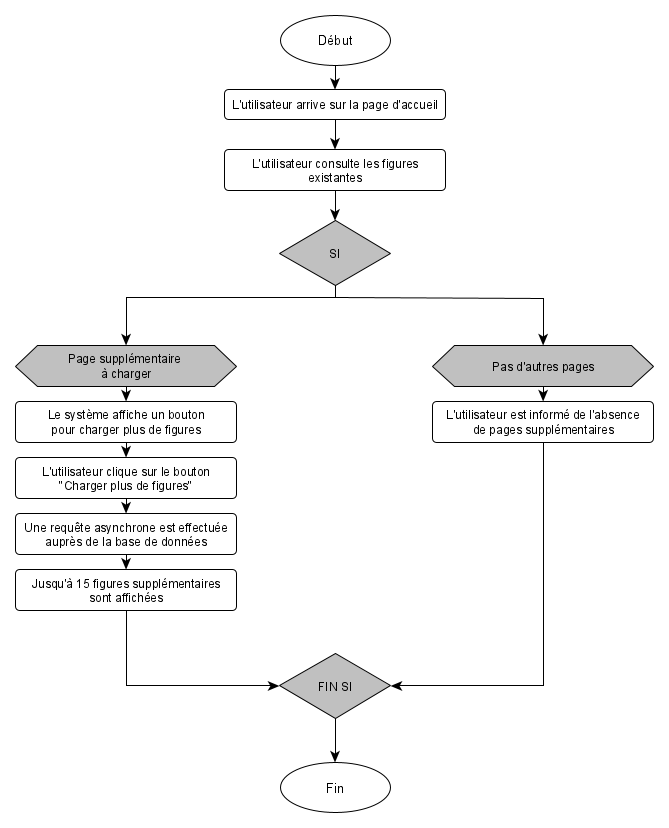 Début
L'utilisateur arrive sur la page d'accueil
L'utilisateur consulte les figures
existantes
SI
Page supplémentaire
à charger
Le système affiche un bouton
pour charger plus de figures
L'utilisateur clique sur le bouton
"Charger plus de figures"
Une requête asynchrone est effectuée
auprès de la base de données
Jusqu'à 15 figures supplémentaires
sont affichées
Pas d'autres pages
L'utilisateur est informé de l'absence
de pages supplémentaires
FIN SI
Fin